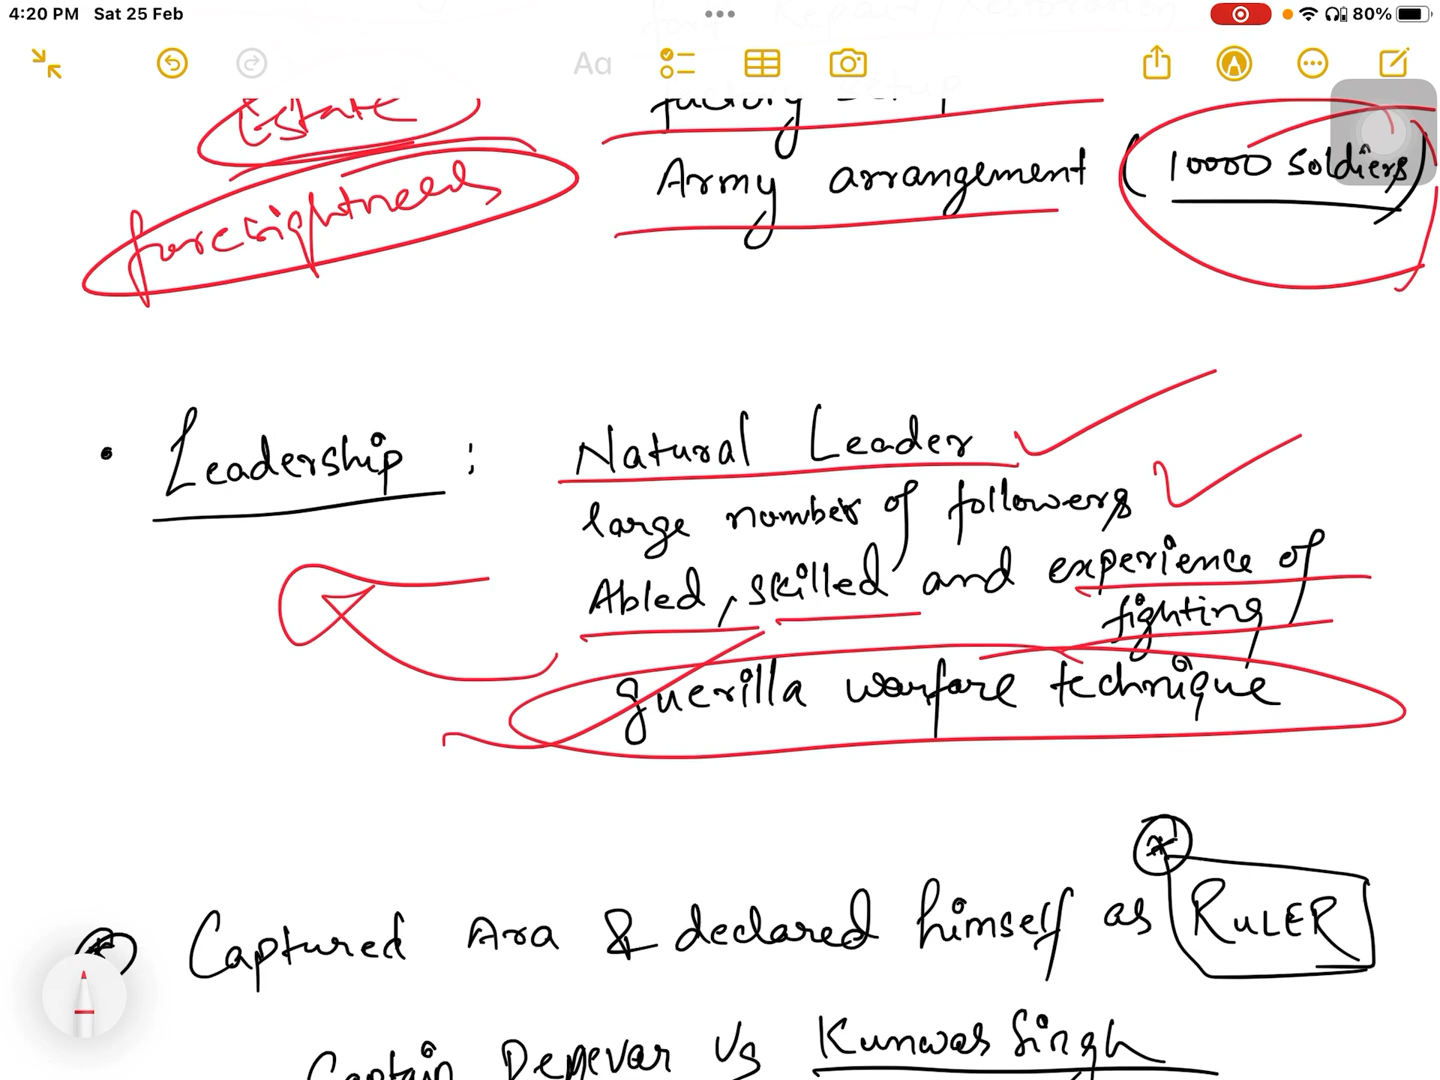 4:20 PM Sat 25 Feb
80%
Aa
Estate
factory
Army arrangement (10000 soldiers)
• Leadership : Natural Leader
large number of followers
Abled, skilled and experience of
fighting
guerilla warfare technique
Captured Ara & declared himself as RULER
Captain Vs Kunwar Singh